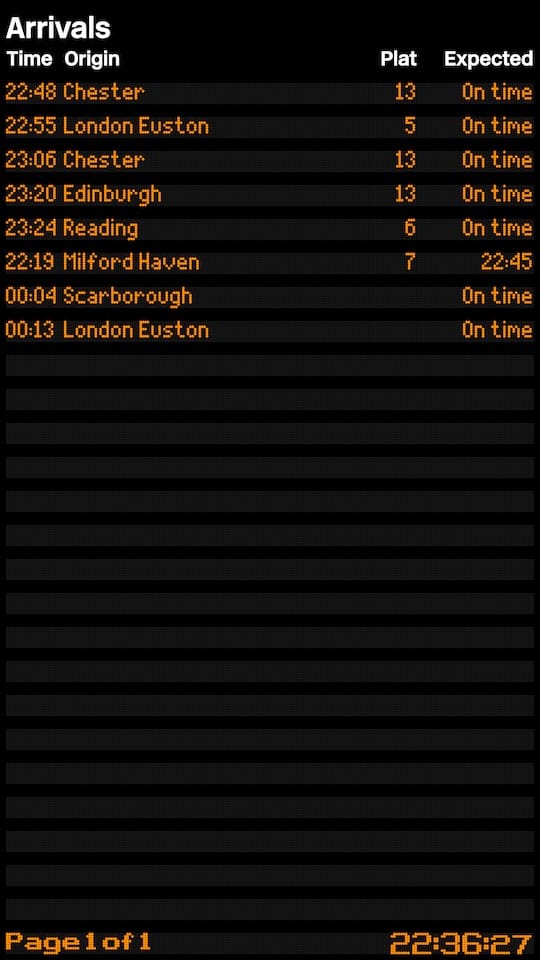 Arrivals
Time Origin Plat Expected
22:48 Chester 13 On time
22:55 London Euston 5 On time
23:06 Chester 13 On time
23:20 Edinburgh 13 On time
23:24 Reading 6 On time
22:19 Milford Haven 7 22:45
00:04 Scarborough On time
00:13 London Euston On time
Page 1 of 1 22:36:27